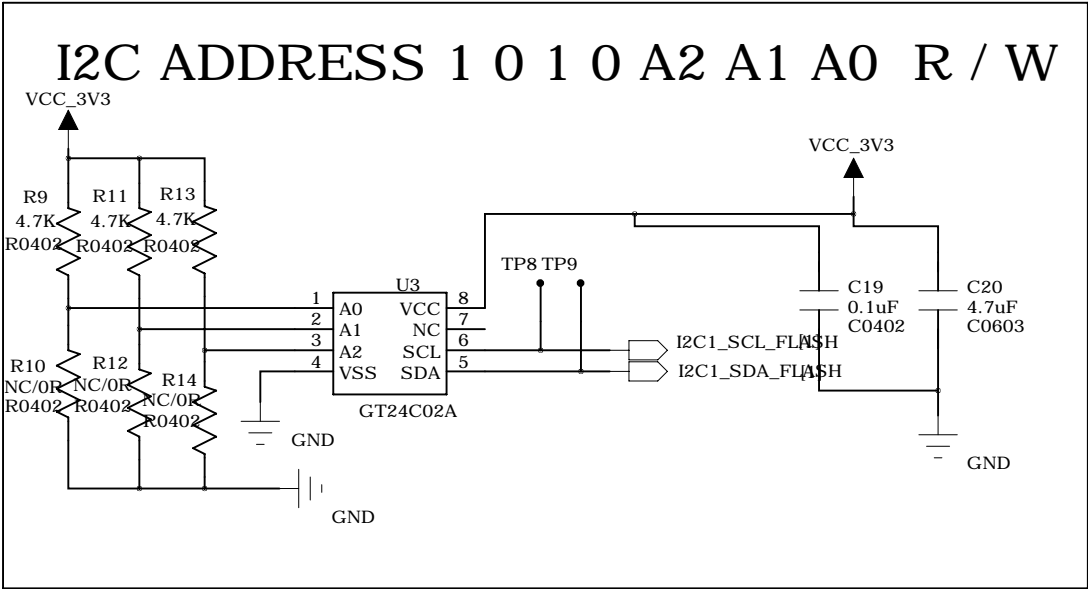 I2C ADDRESS 1 0 1 0 A2 A1 A0 R / W
VCC_3V3
VCC_3V3
R9
4.7K
R0402
R11
4.7K
R0402
R13
4.7K
R0402
TP8 TP9
U3
1 A0 VCC 8
2 A1 NC 7
3 A2 SCL 6
4 VSS SDA 5
GT24C02A
I2C1_SCL_FLASH
I2C1_SDA_FLASH
C19
0.1uF
C0402
C20
4.7uF
C0603
R10
NC/0R
R0402
R12
NC/0R
R0402
R14
NC/0R
R0402
GND
GND
GND